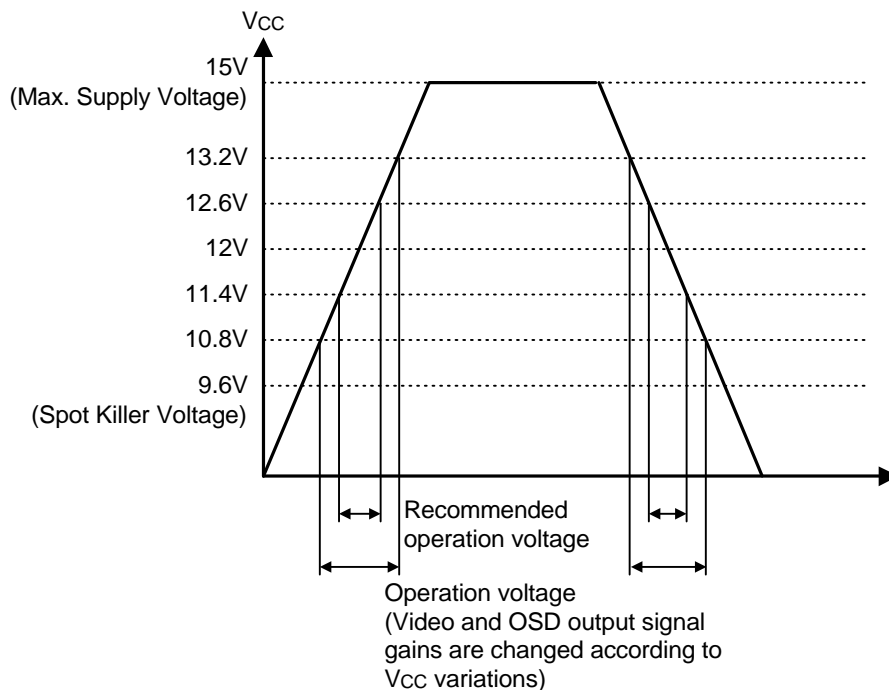 VCC
15V
(Max. Supply Voltage)
13.2V
12.6V
12V
11.4V
10.8V
9.6V
(Spot Killer Voltage)
Recommended
operation voltage
Operation voltage
(Video and OSD output signal
gains are changed according to
VCC variations)